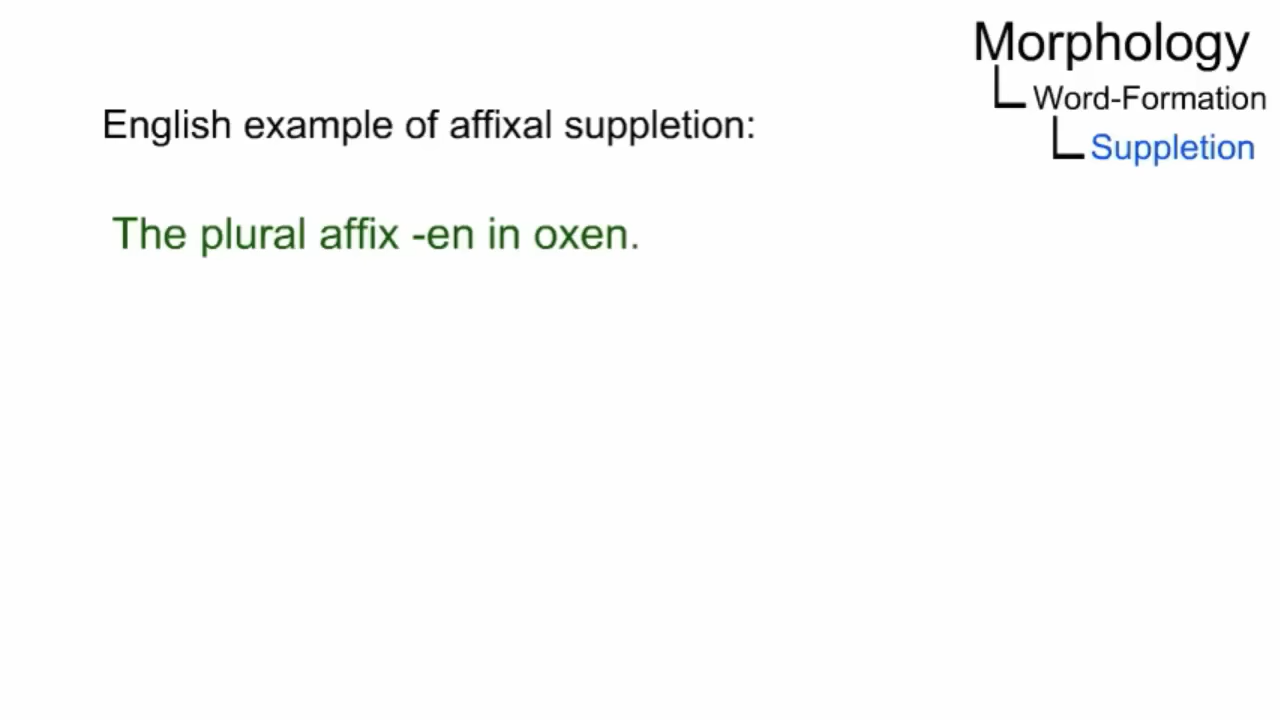 Morphology
Word-Formation
Suppletion
English example of affixal suppletion:
The plural affix -en in oxen.